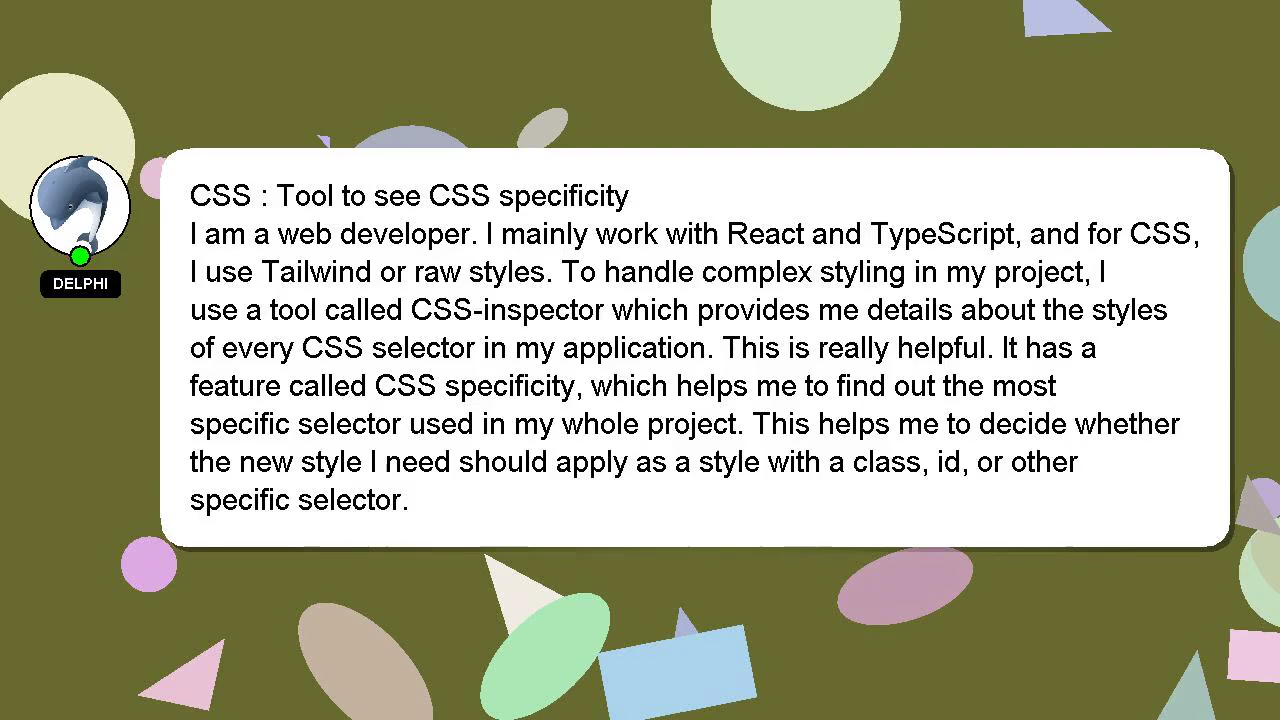 CSS : Tool to see CSS specificity
I am a web developer. I mainly work with React and TypeScript, and for CSS,
I use Tailwind or raw styles. To handle complex styling in my project, I
use a tool called CSS-inspector which provides me details about the styles
of every CSS selector in my application. This is really helpful. It has a
feature called CSS specificity, which helps me to find out the most
specific selector used in my whole project. This helps me to decide whether
the new style I need should apply as a style with a class, id, or other
specific selector.
DELPHI